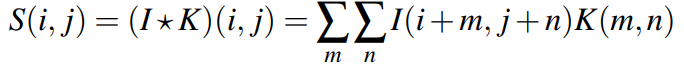 S(i, j) = (I ⋆ K)(i, j) = ∑_m ∑_n I(i+m, j+n)K(m,n)